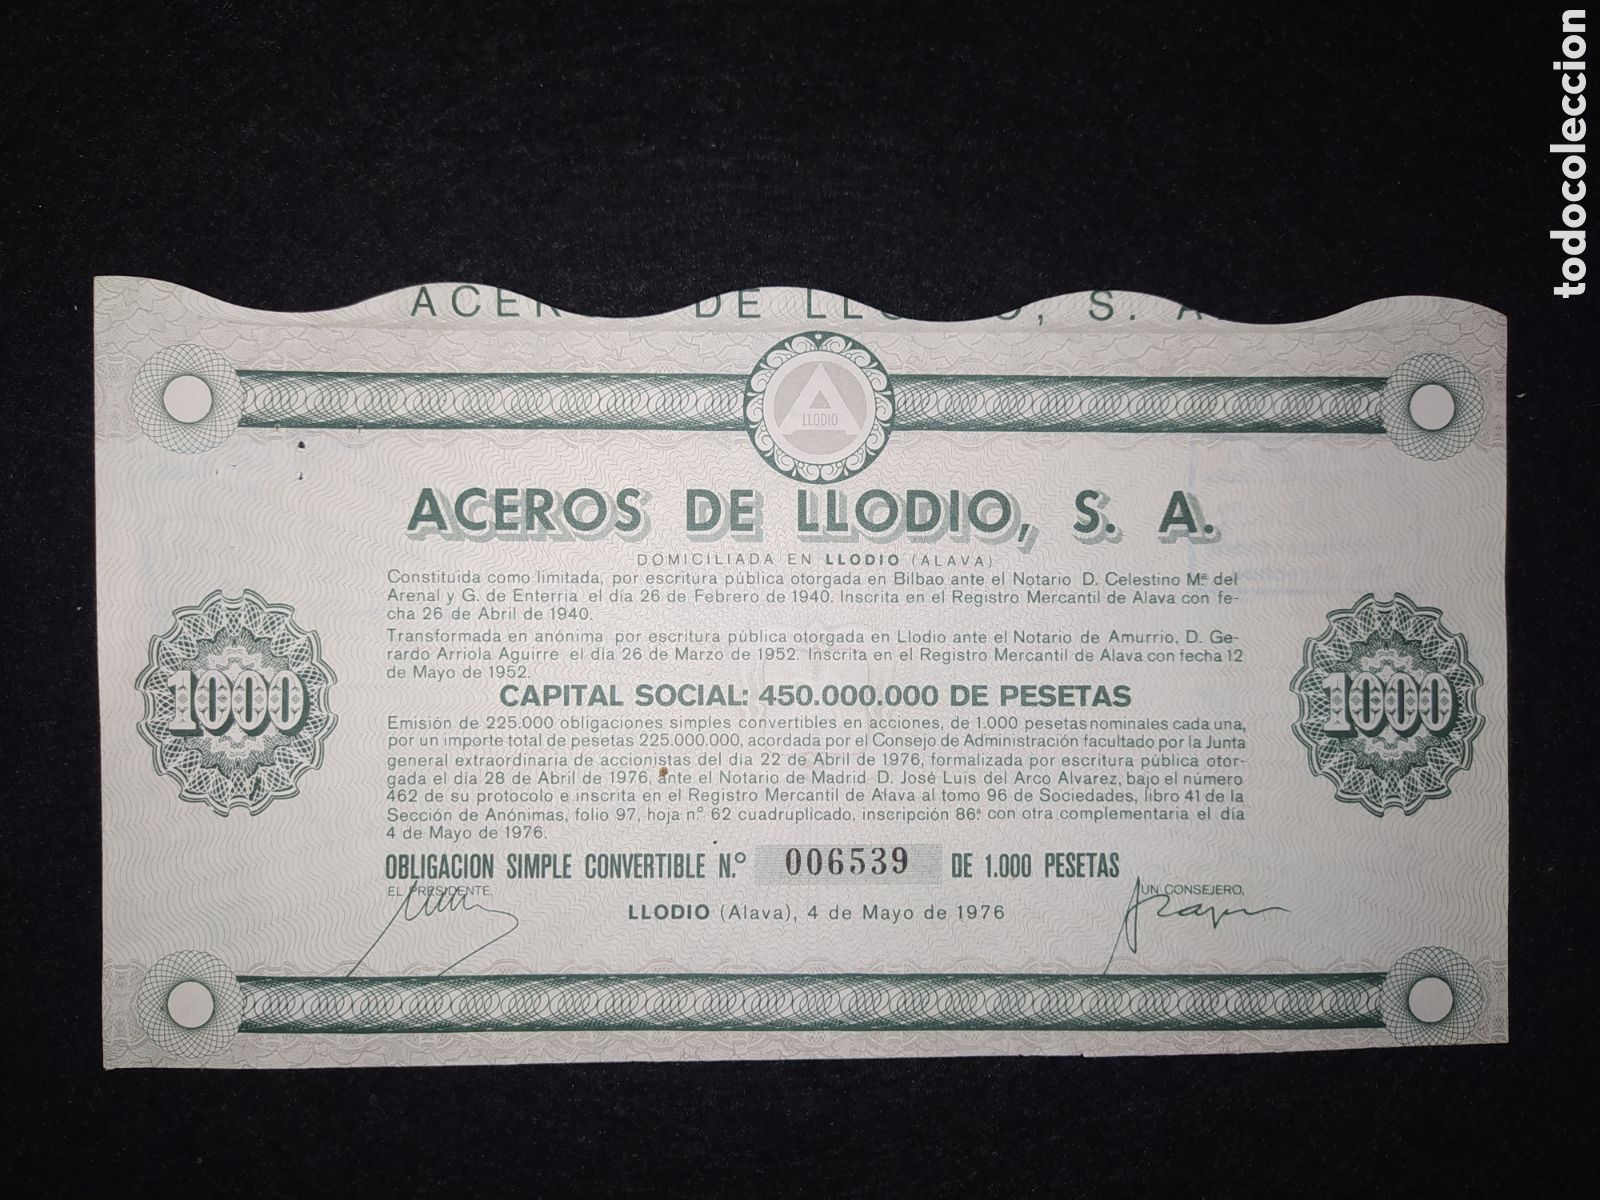 todocoleccion
ACER DE LL O, S. A.
LLODIO
ACEROS DE LLODIO, S. A.
DOMICILIADA EN LLODIO (ALAVA)
Constituida como limitada, por escritura pública otorgada en Bilbao ante el Notario D. Celestino Mª del
Arenal y G. de Enterria el día 26 de Febrero de 1940. Inscrita en el Registro Mercantil de Alava con fe-
cha 26 de Abril de 1940.
Transformada en anónima por escritura pública otorgada en Llodio ante el Notario de Amurrio, D. Ge-
rardo Arriola Aguirre el día 26 de Marzo de 1952. Inscrita en el Registro Mercantil de Alava con fecha 12
de Mayo de 1952.
CAPITAL SOCIAL: 450.000.000 DE PESETAS
1000
1000
Emisión de 225.000 obligaciones simples convertibles en acciones, de 1.000 pesetas nominales cada una,
por un importe total de pesetas 225.000.000, acordada por el Consejo de Administración facultado por la Junta
general extraordinaria de accionistas del día 22 de Abril de 1976, formalizada por escritura pública otor-
gada el día 28 de Abril de 1976, ante el Notario de Madrid D. José Luis del Arco Alvarez, bajo el número
462 de su protocolo e inscrita en el Registro Mercantil de Alava al tomo 96 de Sociedades, libro 41 de la
Sección de Anónimas, folio 97, hoja n.º 62 cuadruplicado, inscripción 86ª con otra complementaria el día
4 de Mayo de 1976.
OBLIGACION SIMPLE CONVERTIBLE N.º 006539 DE 1.000 PESETAS
EL PRESIDENTE,
UN CONSEJERO,
LLODIO (Alava), 4 de Mayo de 1976